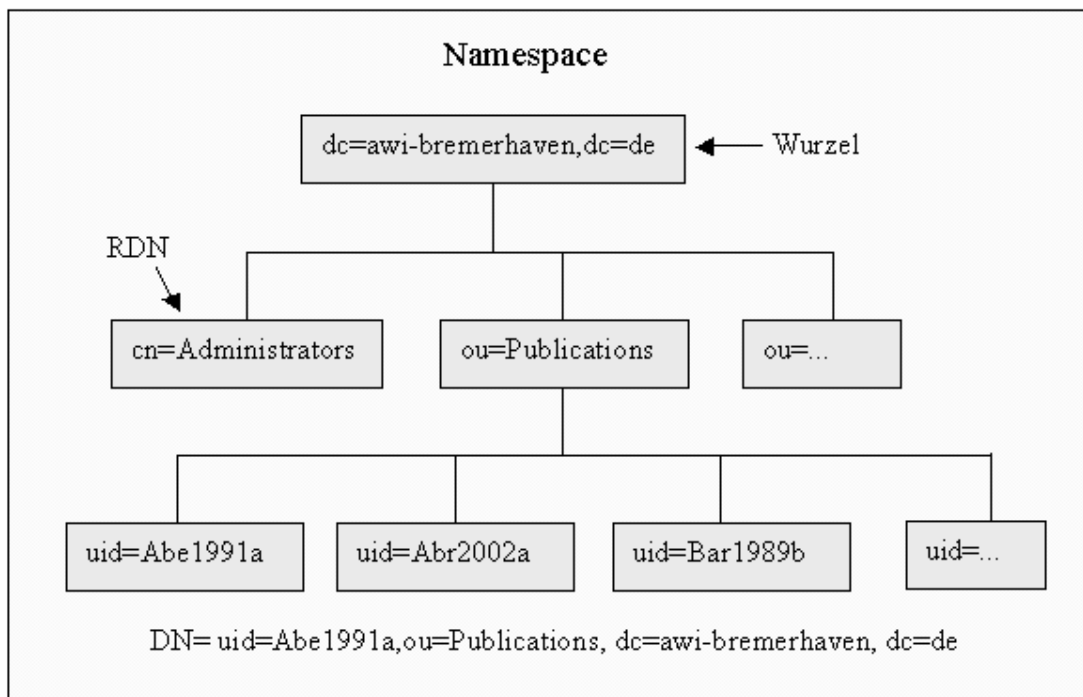 Namespace
dc=awi-bremerhaven,dc=de
Wurzel
RDN
cn=Administrators
ou=Publications
ou=...
uid=Abe1991a
uid=Abr2002a
uid=Bar1989b
uid=...
DN= uid=Abe1991a,ou=Publications, dc=awi-bremerhaven, dc=de